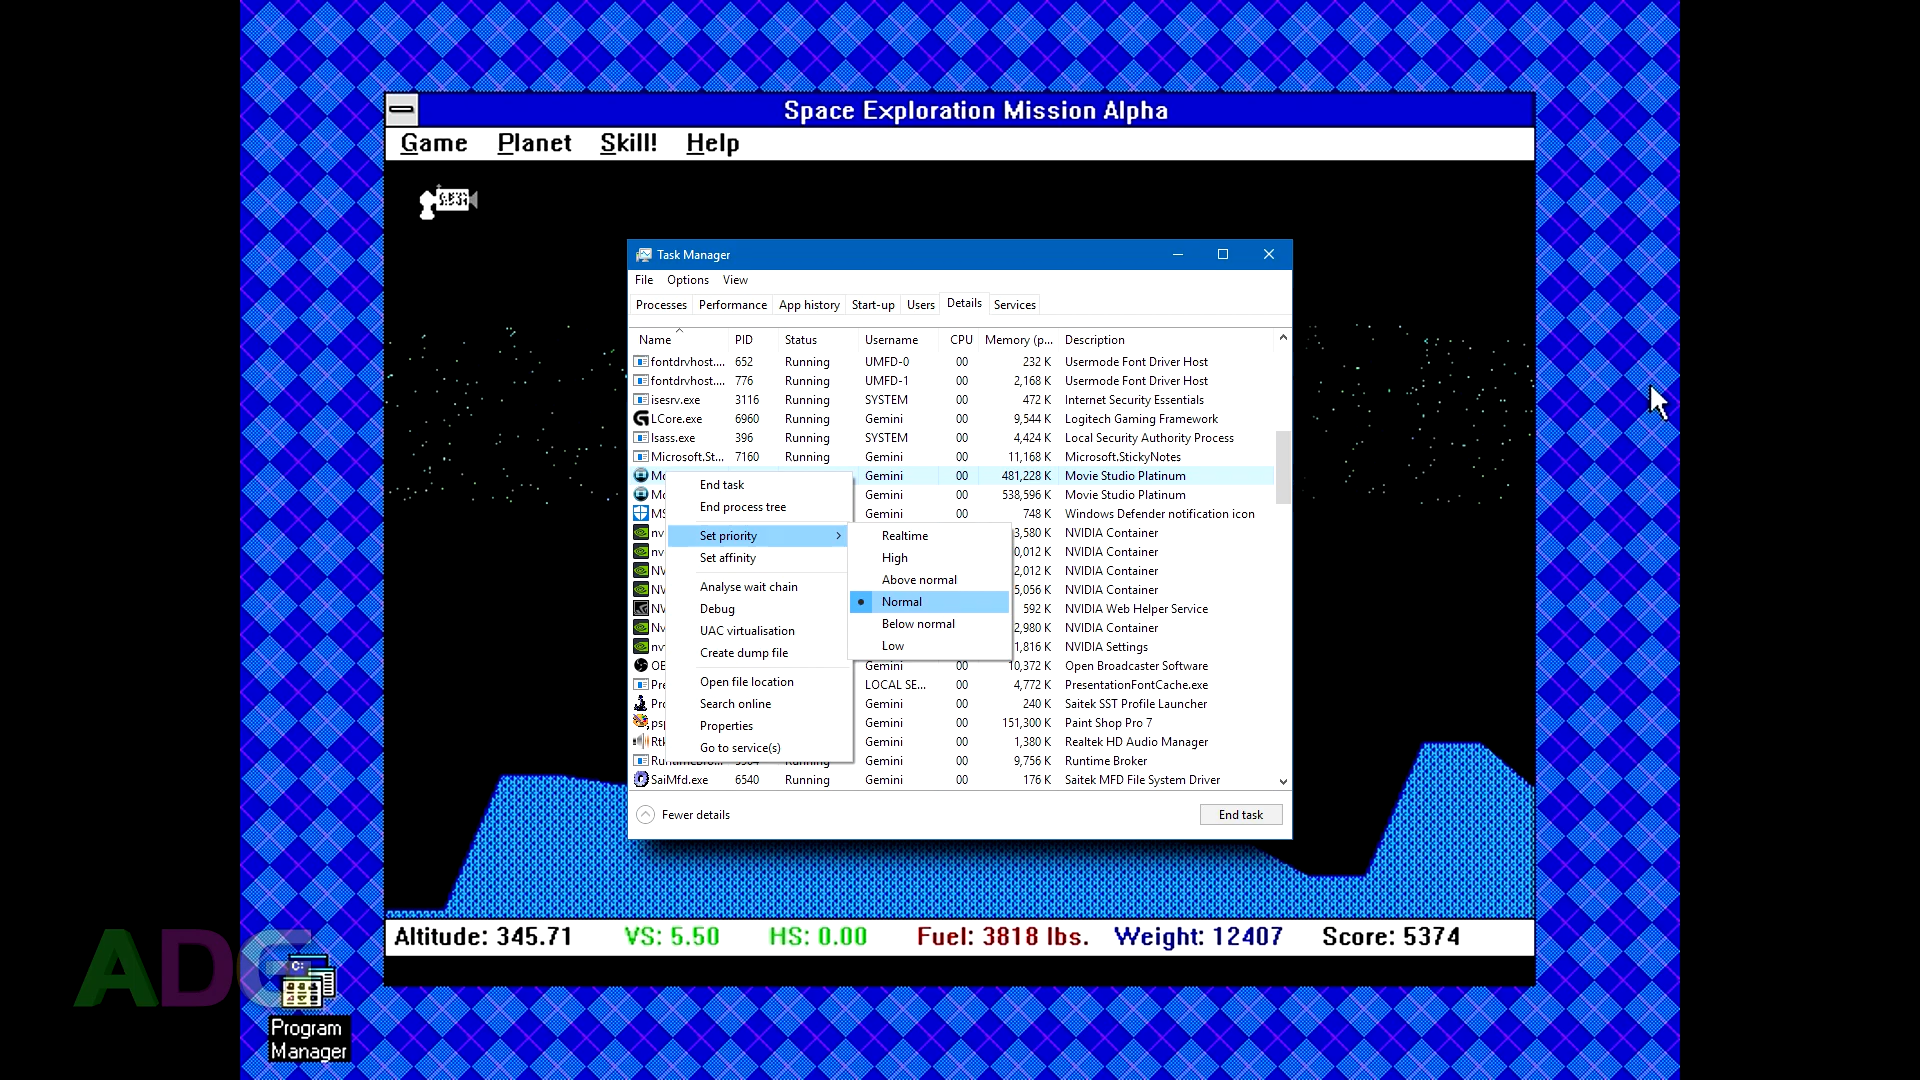 Space Exploration Mission Alpha
Game Planet Skill! Help
Task Manager
File Options View
Processes Performance App history Start-up Users Details Services
Name PID Status Username CPU Memory (p... Description
fontdrvhost.... 652 Running UMFD-0 00 232 K Usermode Font Driver Host
fontdrvhost.... 776 Running UMFD-1 00 2,168 K Usermode Font Driver Host
isesrv.exe 3116 Running SYSTEM 00 472 K Internet Security Essentials
LCore.exe 6960 Running Gemini 00 9,544 K Logitech Gaming Framework
lsass.exe 396 Running SYSTEM 00 4,424 K Local Security Authority Process
Microsoft.St... 7160 Running Gemini 00 11,168 K Microsoft.StickyNotes
Gemini 00 481,228 K Movie Studio Platinum
Gemini 00 538,596 K Movie Studio Platinum
Gemini 00 748 K Windows Defender notification icon
NVIDIA Container
NVIDIA Container
NVIDIA Container
NVIDIA Container
592 K NVIDIA Web Helper Service
NVIDIA Container
NVIDIA Settings
Gemini 00 10,372 K Open Broadcaster Software
LOCAL SE... 00 4,772 K PresentationFontCache.exe
Gemini 00 240 K Saitek SST Profile Launcher
Gemini 00 151,300 K Paint Shop Pro 7
Gemini 00 1,380 K Realtek HD Audio Manager
Gemini 00 9,756 K Runtime Broker
SaiMfd.exe 6540 Running Gemini 00 176 K Saitek MFD File System Driver
End task
End process tree
Set priority
Set affinity
Analyse wait chain
Debug
UAC virtualisation
Create dump file
Open file location
Search online
Properties
Go to service(s)
Realtime
High
Above normal
Normal
Below normal
Low
Fewer details End task
Altitude: 345.71 VS: 5.50 HS: 0.00 Fuel: 3818 lbs. Weight: 12407 Score: 5374
ADG
C:
Program
Manager